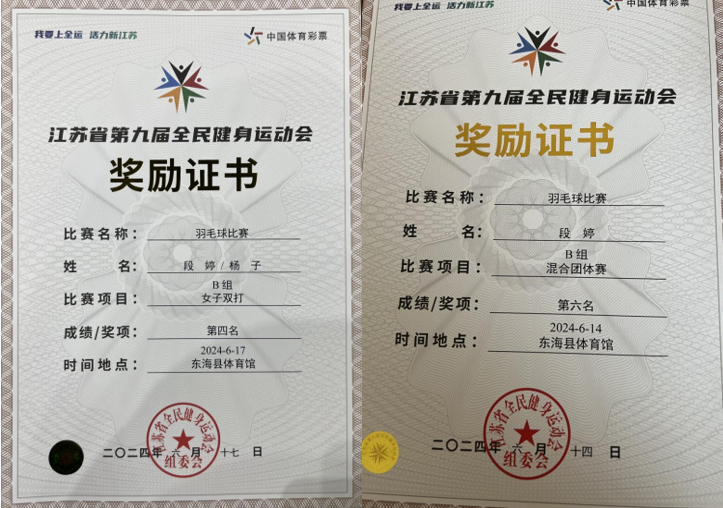 我要上全运 活力新江苏
中国体育彩票
江苏省第九届全民健身运动会
奖励证书
比赛名称： 羽毛球比赛
姓 名： 段 婷 / 杨 子
B 组
比赛项目： 女子双打
成绩/奖项： 第四名
2024-6-17
时间地点： 东海县体育馆
江苏省全民健身运动会
组委会
二〇二四年 六 月 十七 日
我要上全运 活力新江苏
中国体育彩票
江苏省第九届全民健身运动会
奖励证书
比赛名称： 羽毛球比赛
姓 名： 段 婷
B 组
比赛项目： 混合团体赛
成绩/奖项： 第六名
2024-6-14
时间地点： 东海县体育馆
江苏省全民健身运动会
组委会
二〇二四年 六 月 十四 日